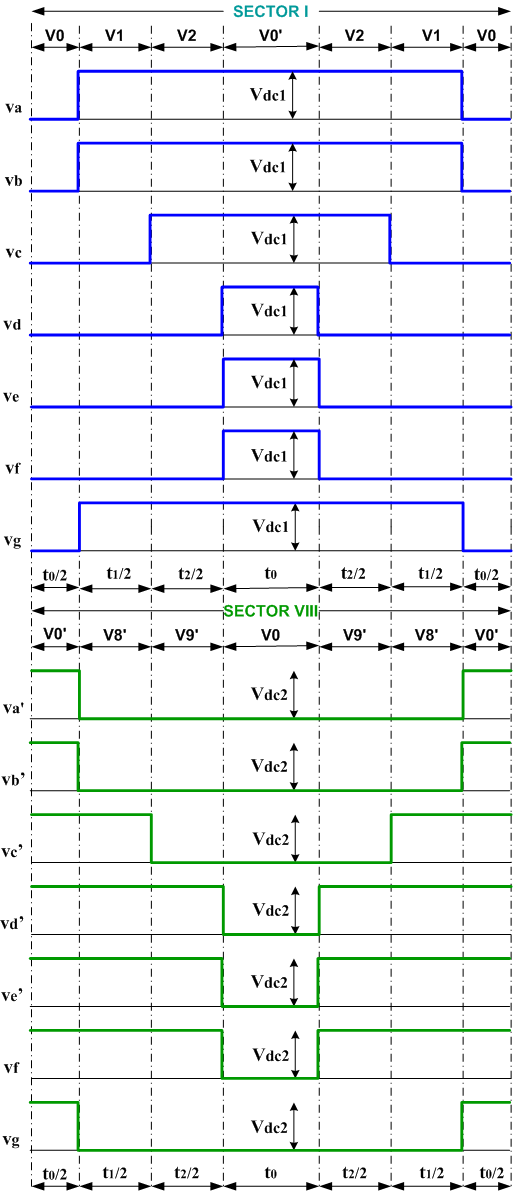 SECTOR I
V0 V1 V2 V0' V2 V1 V0
va Vdc1
vb Vdc1
vc Vdc1
vd Vdc1
ve Vdc1
vf Vdc1
vg Vdc1
t0/2 t1/2 t2/2 t0 t2/2 t1/2 t0/2
SECTOR VIII
V0' V8' V9' V0 V9' V8' V0'
va' Vdc2
vb’ Vdc2
vc’ Vdc2
vd’ Vdc2
ve’ Vdc2
vf Vdc2
vg Vdc2
t0/2 t1/2 t2/2 t0 t2/2 t1/2 t0/2